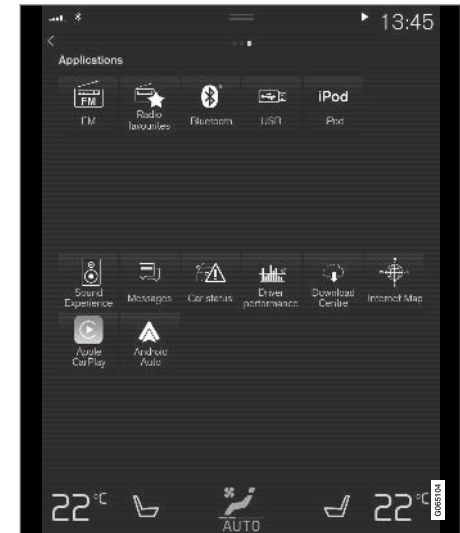 13:45
Applications
FM
iPod
FM
Radio favourites
Bluetooth
USB
iPod
Sound Experience
Messages
Car status
Driver performance
Download Centre
Internet Map
Apple CarPlay
Android Auto
22°C
22°C
AUTO
G065104